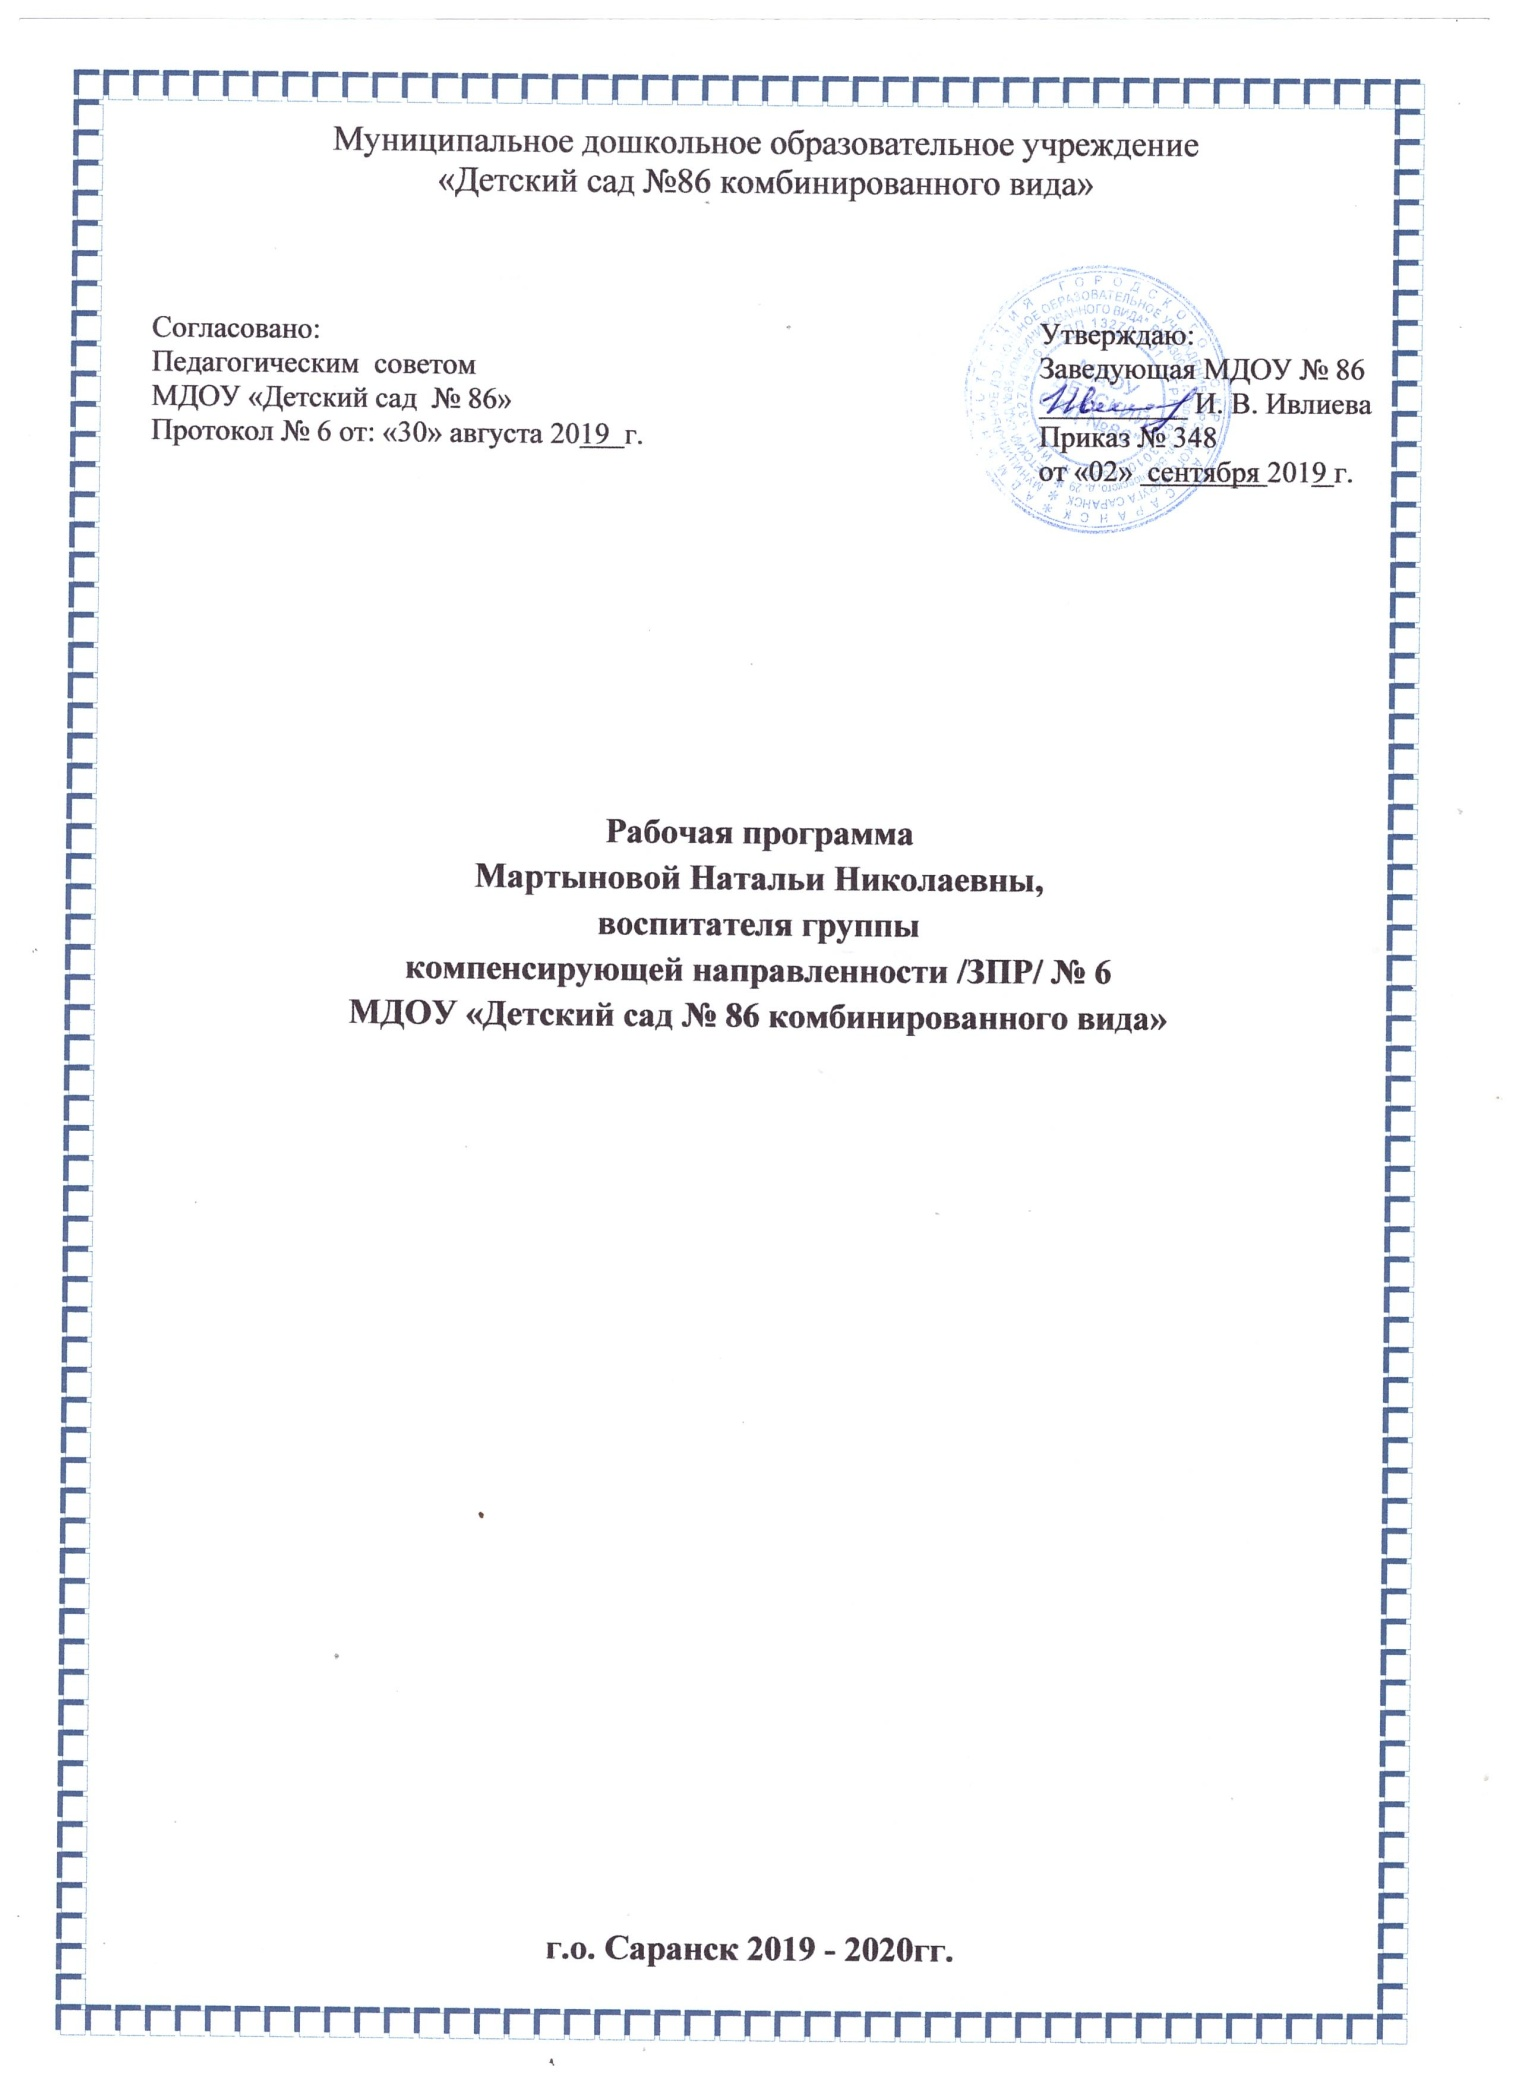 Муниципальное дошкольное образовательное учреждение
«Детский сад №86 комбинированного вида»
Согласовано:
Педагогическим советом
МДОУ «Детский сад № 86»
Протокол № 6 от: «30» августа 2019 г.
Утверждаю:
Заведующая МДОУ № 86
И. В. Ивлиева
Приказ № 348
от «02» сентября 2019 г.
Рабочая программа
Мартыновой Натальи Николаевны,
воспитателя группы
компенсирующей направленности /ЗПР/ № 6
МДОУ «Детский сад № 86 комбинированного вида»
г.о. Саранск 2019 - 2020гг.